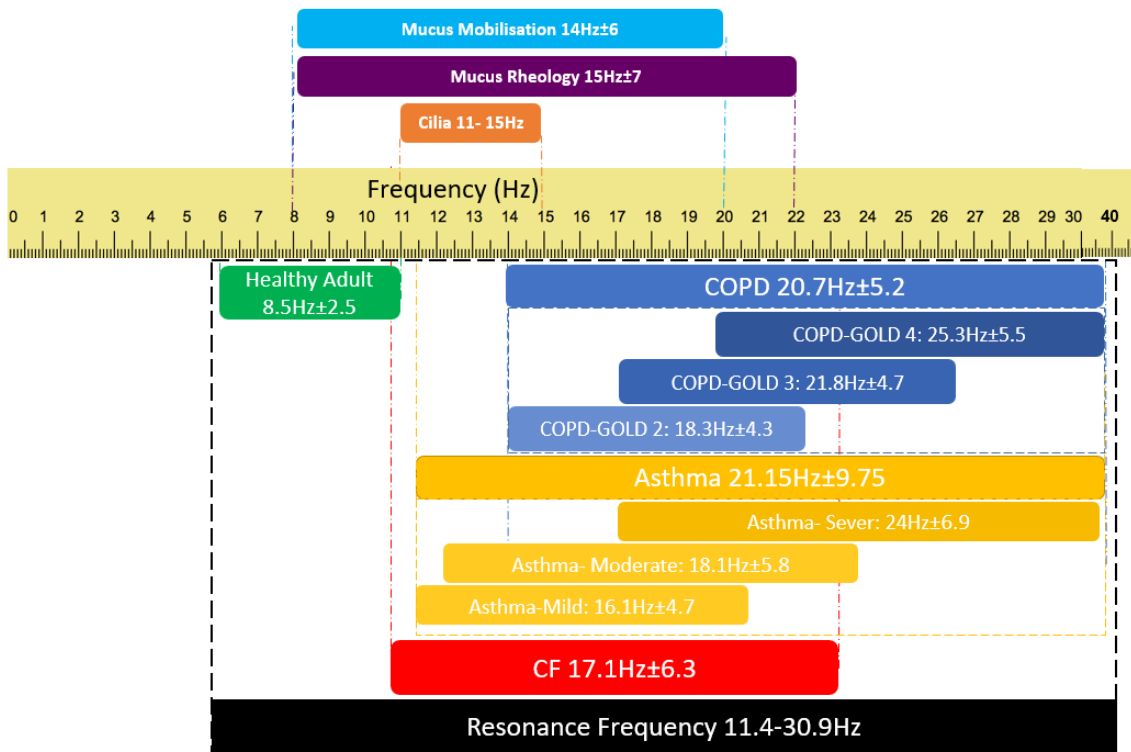 Mucus Mobilisation 14Hz±6
Mucus Rheology 15Hz±7
Cilia 11- 15Hz
Frequency (Hz)
0 1 2 3 4 5 6 7 8 9 10 11 12 13 14 15 16 17 18 19 20 21 22 23 24 25 26 27 28 29 30 40
Healthy Adult
8.5Hz±2.5
COPD 20.7Hz±5.2
COPD-GOLD 4: 25.3Hz±5.5
COPD-GOLD 3: 21.8Hz±4.7
COPD-GOLD 2: 18.3Hz±4.3
Asthma 21.15Hz±9.75
Asthma- Sever: 24Hz±6.9
Asthma- Moderate: 18.1Hz±5.8
Asthma-Mild: 16.1Hz±4.7
CF 17.1Hz±6.3
Resonance Frequency 11.4-30.9Hz